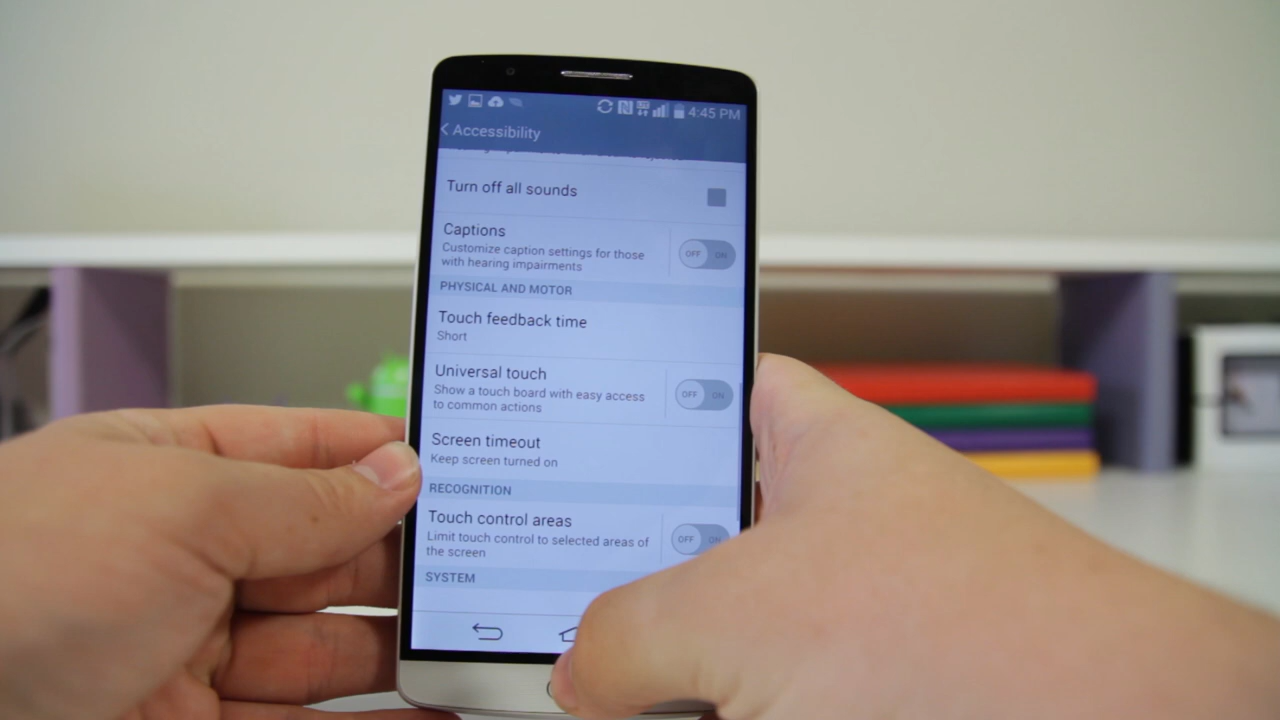 4:45 PM
Accessibility
Turn off all sounds
Captions
Customize caption settings for those
with hearing impairments
OFF ON
PHYSICAL AND MOTOR
Touch feedback time
Short
Universal touch
Show a touch board with easy access
to common actions
OFF ON
Screen timeout
Keep screen turned on
RECOGNITION
Touch control areas
Limit touch control to selected areas of
the screen
OFF ON
SYSTEM